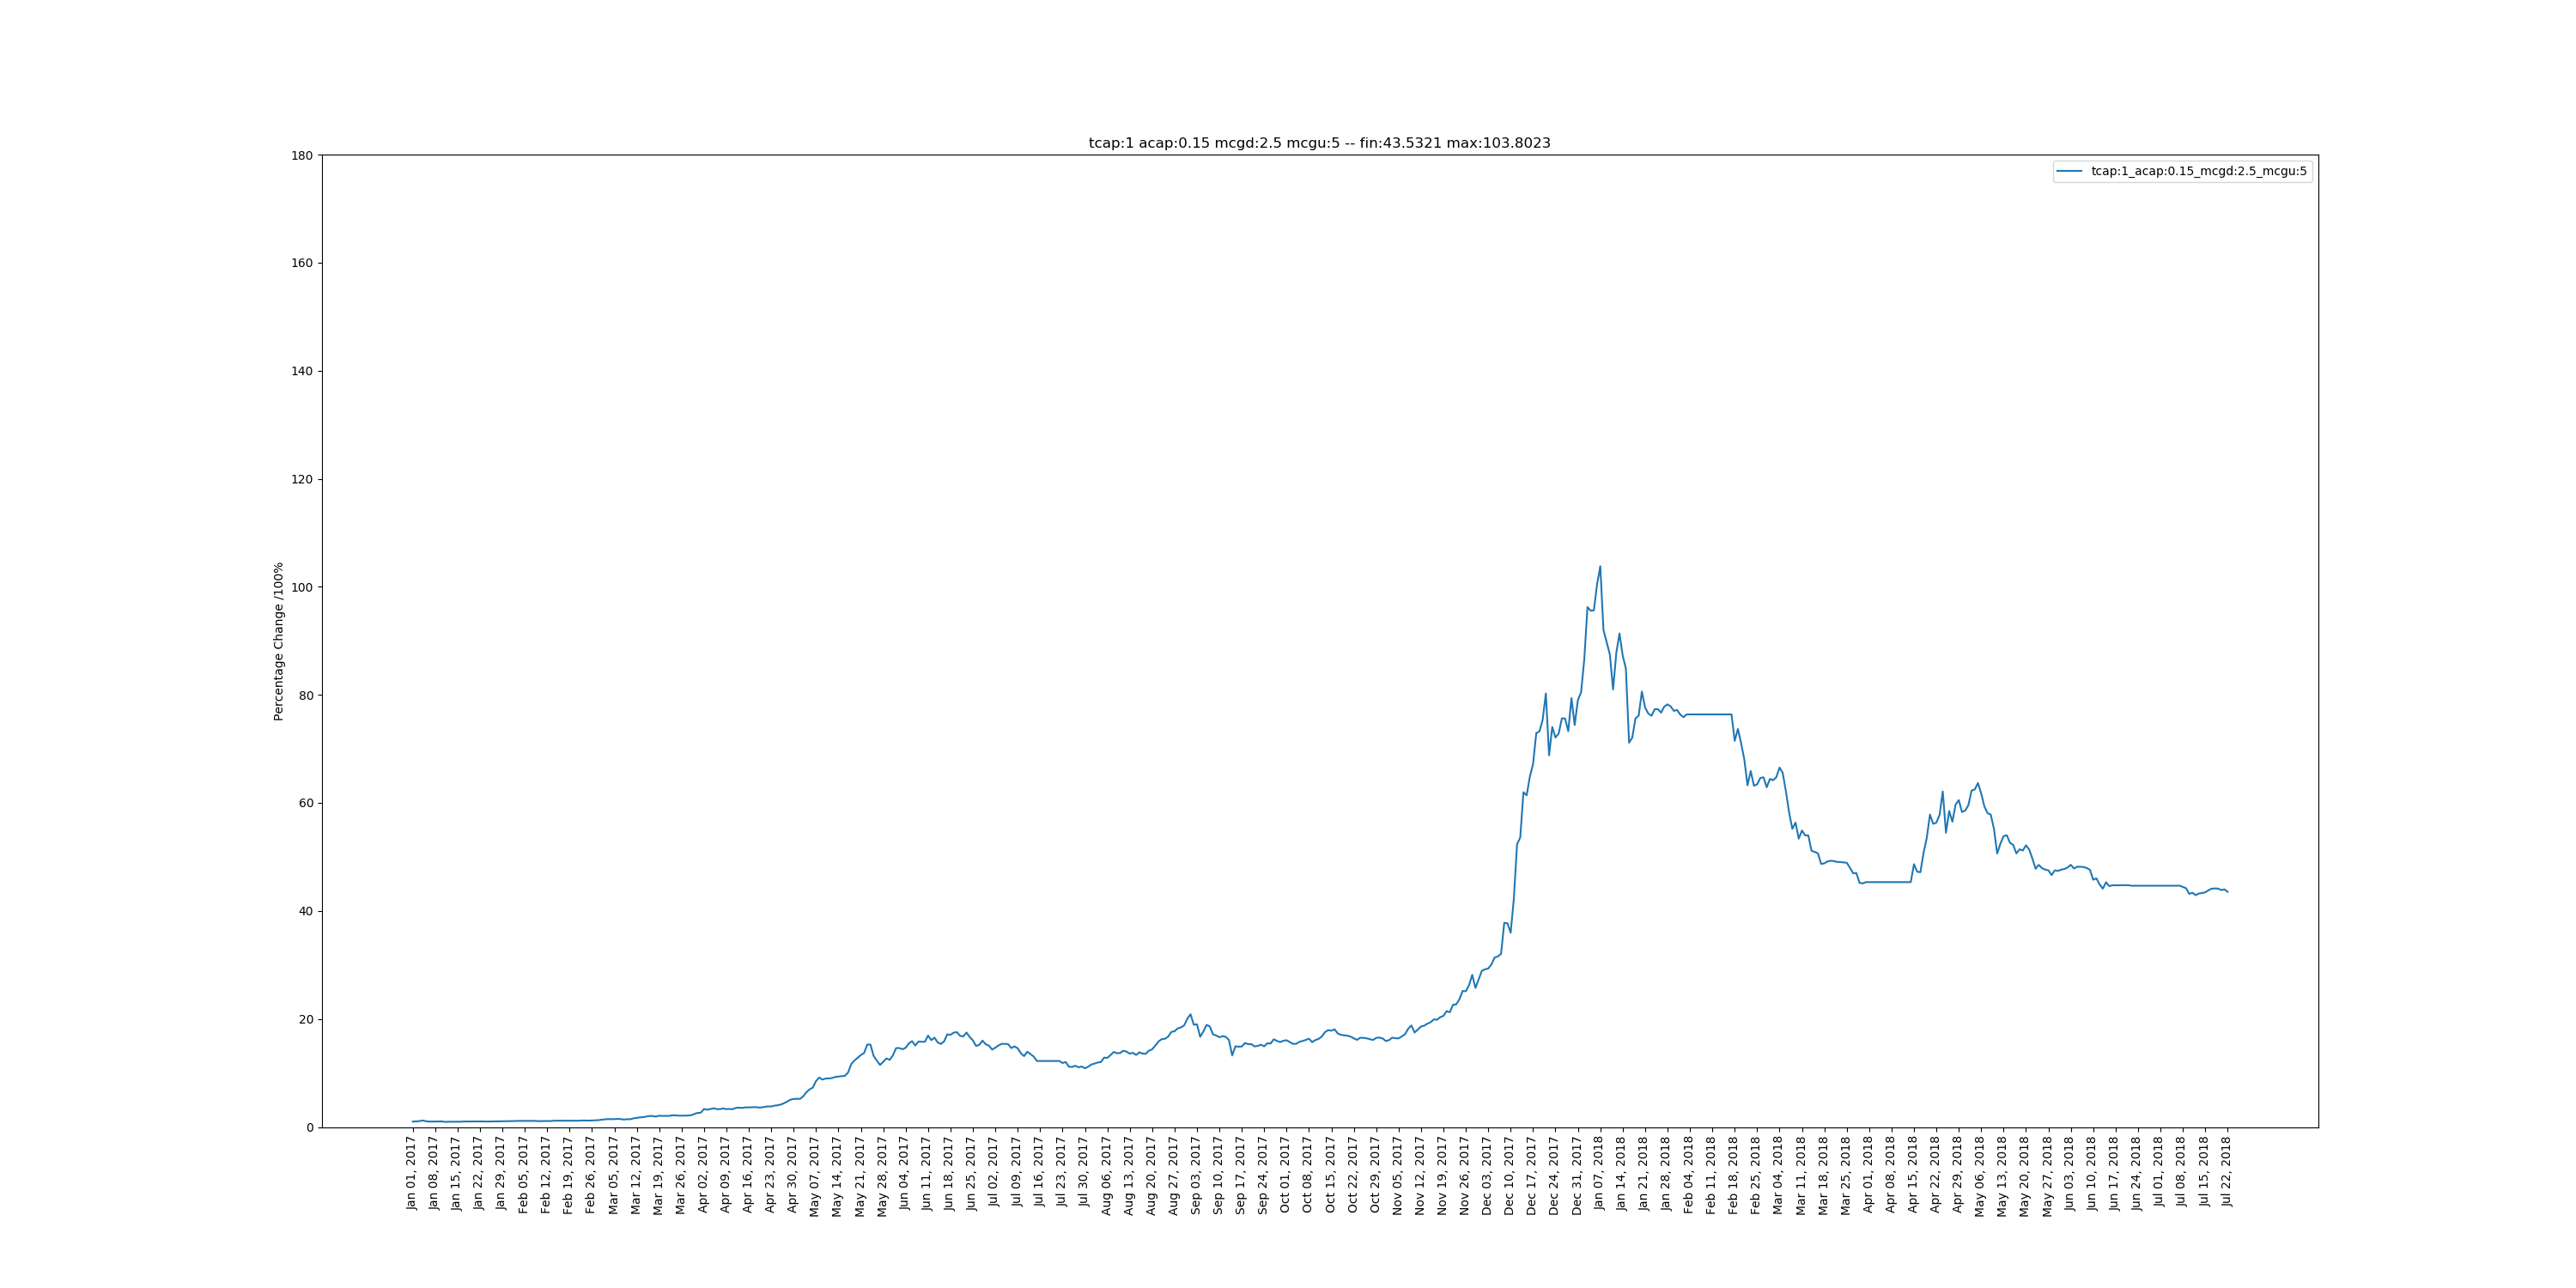 tcap:1 acap:0.15 mcgd:2.5 mcgu:5 -- fin:43.5321 max:103.8023
tcap:1_acap:0.15_mcgd:2.5_mcgu:5
Percentage Change /100%
180
160
140
120
100
80
60
40
20
0
Jan 01, 2017
Jan 08, 2017
Jan 15, 2017
Jan 22, 2017
Jan 29, 2017
Feb 05, 2017
Feb 12, 2017
Feb 19, 2017
Feb 26, 2017
Mar 05, 2017
Mar 12, 2017
Mar 19, 2017
Mar 26, 2017
Apr 02, 2017
Apr 09, 2017
Apr 16, 2017
Apr 23, 2017
Apr 30, 2017
May 07, 2017
May 14, 2017
May 21, 2017
May 28, 2017
Jun 04, 2017
Jun 11, 2017
Jun 18, 2017
Jun 25, 2017
Jul 02, 2017
Jul 09, 2017
Jul 16, 2017
Jul 23, 2017
Jul 30, 2017
Aug 06, 2017
Aug 13, 2017
Aug 20, 2017
Aug 27, 2017
Sep 03, 2017
Sep 10, 2017
Sep 17, 2017
Sep 24, 2017
Oct 01, 2017
Oct 08, 2017
Oct 15, 2017
Oct 22, 2017
Oct 29, 2017
Nov 05, 2017
Nov 12, 2017
Nov 19, 2017
Nov 26, 2017
Dec 03, 2017
Dec 10, 2017
Dec 17, 2017
Dec 24, 2017
Dec 31, 2017
Jan 07, 2018
Jan 14, 2018
Jan 21, 2018
Jan 28, 2018
Feb 04, 2018
Feb 11, 2018
Feb 18, 2018
Feb 25, 2018
Mar 04, 2018
Mar 11, 2018
Mar 18, 2018
Mar 25, 2018
Apr 01, 2018
Apr 08, 2018
Apr 15, 2018
Apr 22, 2018
Apr 29, 2018
May 06, 2018
May 13, 2018
May 20, 2018
May 27, 2018
Jun 03, 2018
Jun 10, 2018
Jun 17, 2018
Jun 24, 2018
Jul 01, 2018
Jul 08, 2018
Jul 15, 2018
Jul 22, 2018